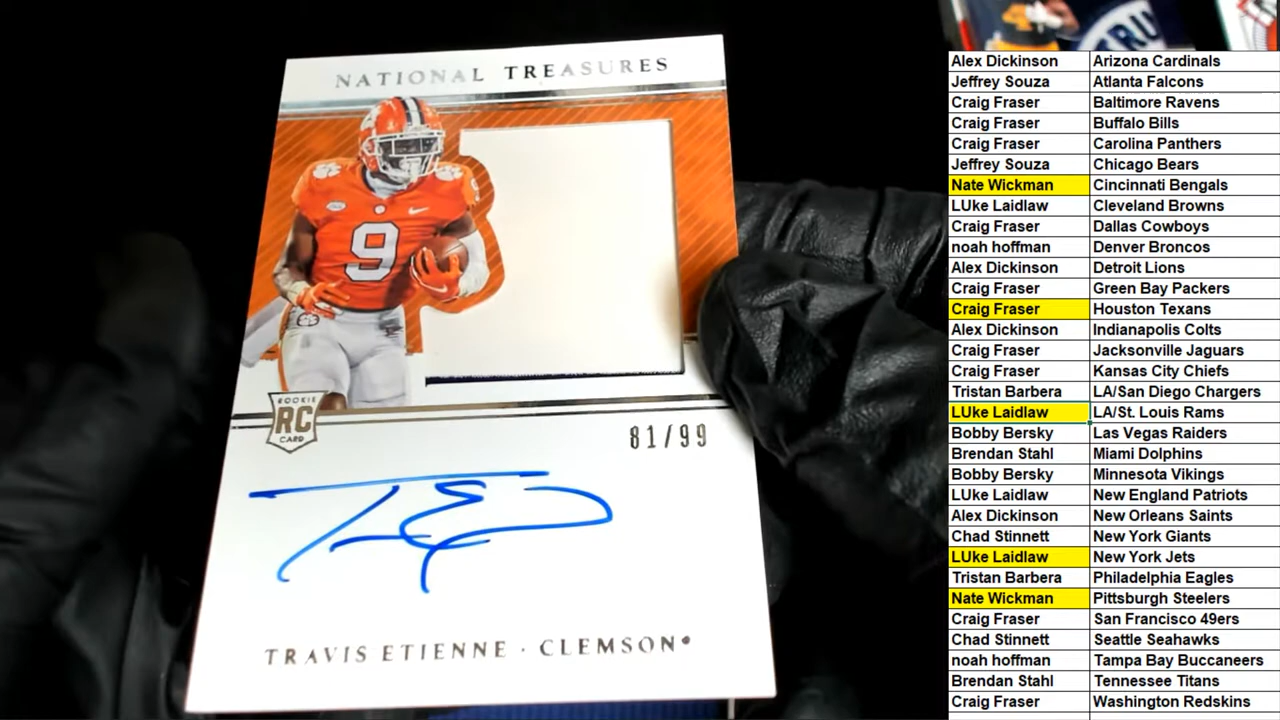 NATIONAL TREASURES
9
ROOKIE
RC
CARD
81/99
TRAVIS ETIENNE · CLEMSON
Alex Dickinson Arizona Cardinals
Jeffrey Souza Atlanta Falcons
Craig Fraser Baltimore Ravens
Craig Fraser Buffalo Bills
Craig Fraser Carolina Panthers
Jeffrey Souza Chicago Bears
Nate Wickman Cincinnati Bengals
LUke Laidlaw Cleveland Browns
Craig Fraser Dallas Cowboys
noah hoffman Denver Broncos
Alex Dickinson Detroit Lions
Craig Fraser Green Bay Packers
Craig Fraser Houston Texans
Alex Dickinson Indianapolis Colts
Craig Fraser Jacksonville Jaguars
Craig Fraser Kansas City Chiefs
Tristan Barbera LA/San Diego Chargers
LUke Laidlaw LA/St. Louis Rams
Bobby Bersky Las Vegas Raiders
Brendan Stahl Miami Dolphins
Bobby Bersky Minnesota Vikings
LUke Laidlaw New England Patriots
Alex Dickinson New Orleans Saints
Chad Stinnett New York Giants
LUke Laidlaw New York Jets
Tristan Barbera Philadelphia Eagles
Nate Wickman Pittsburgh Steelers
Craig Fraser San Francisco 49ers
Chad Stinnett Seattle Seahawks
noah hoffman Tampa Bay Buccaneers
Brendan Stahl Tennessee Titans
Craig Fraser Washington Redskins